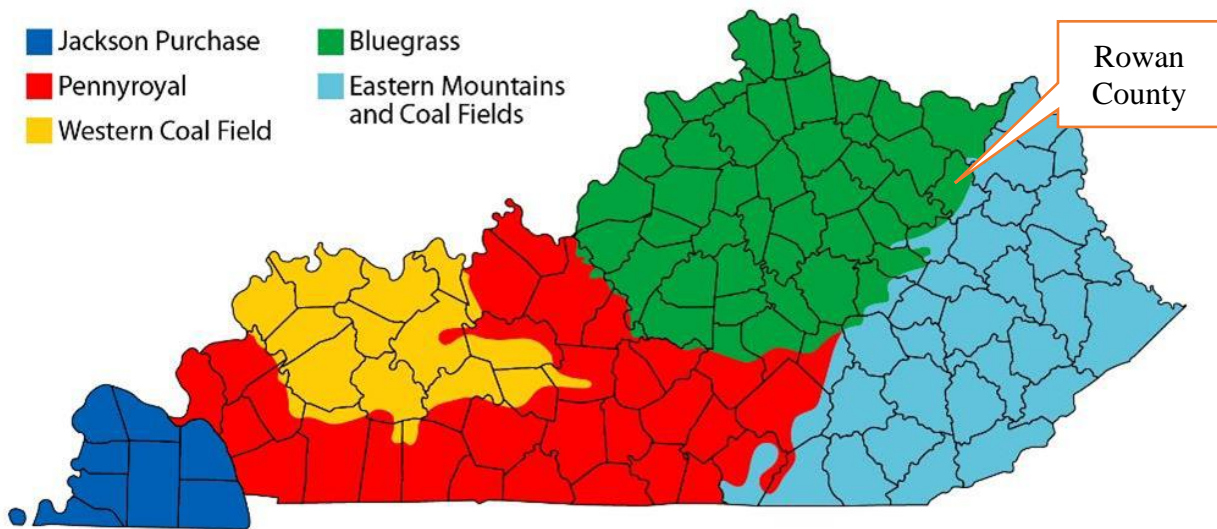 Jackson Purchase
Pennyroyal
Western Coal Field
Bluegrass
Eastern Mountains
and Coal Fields
Rowan
County